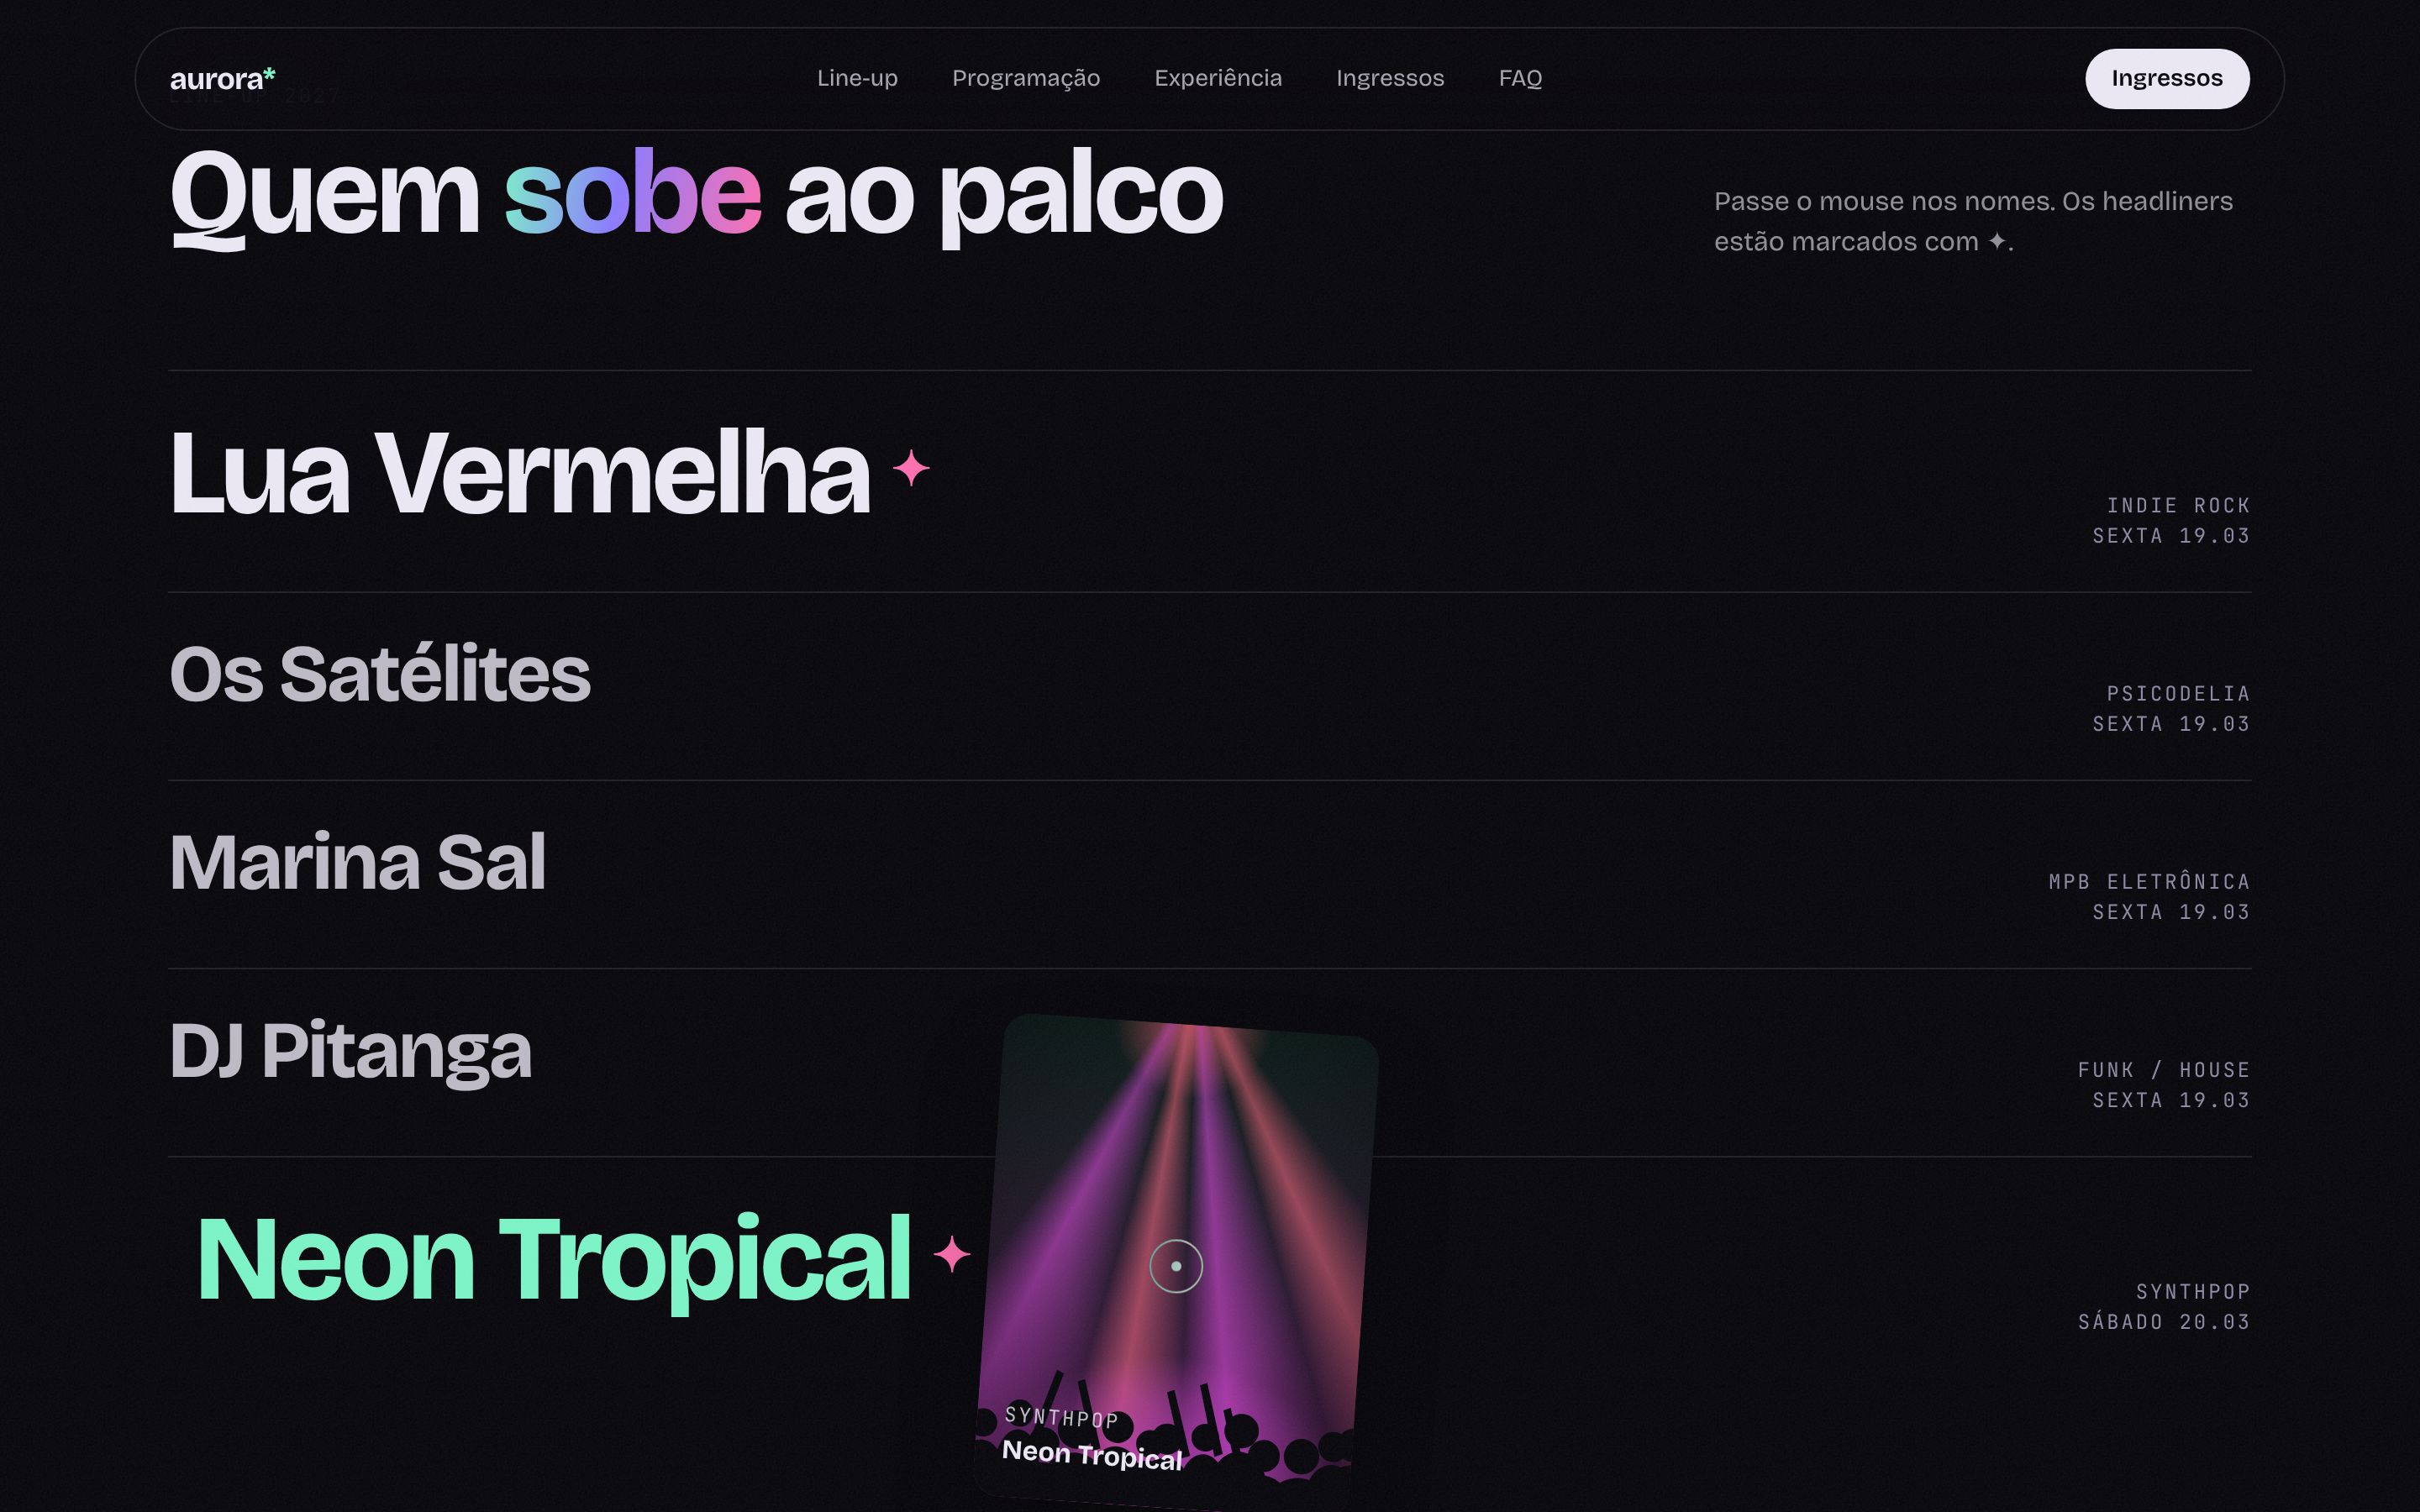 aurora*
Line-up
Programação
Experiência
Ingressos
FAQ
Ingressos
LINE-UP 2027
Quem sobe ao palco
Passe o mouse nos nomes. Os headliners
estão marcados com ✦.
Lua Vermelha ✦
INDIE ROCK
SEXTA 19.03
Os Satélites
PSICODELIA
SEXTA 19.03
Marina Sal
MPB ELETRÔNICA
SEXTA 19.03
DJ Pitanga
FUNK / HOUSE
SEXTA 19.03
Neon Tropical ✦
SYNTHPOP
SÁBADO 20.03
SYNTHPOP
Neon Tropical